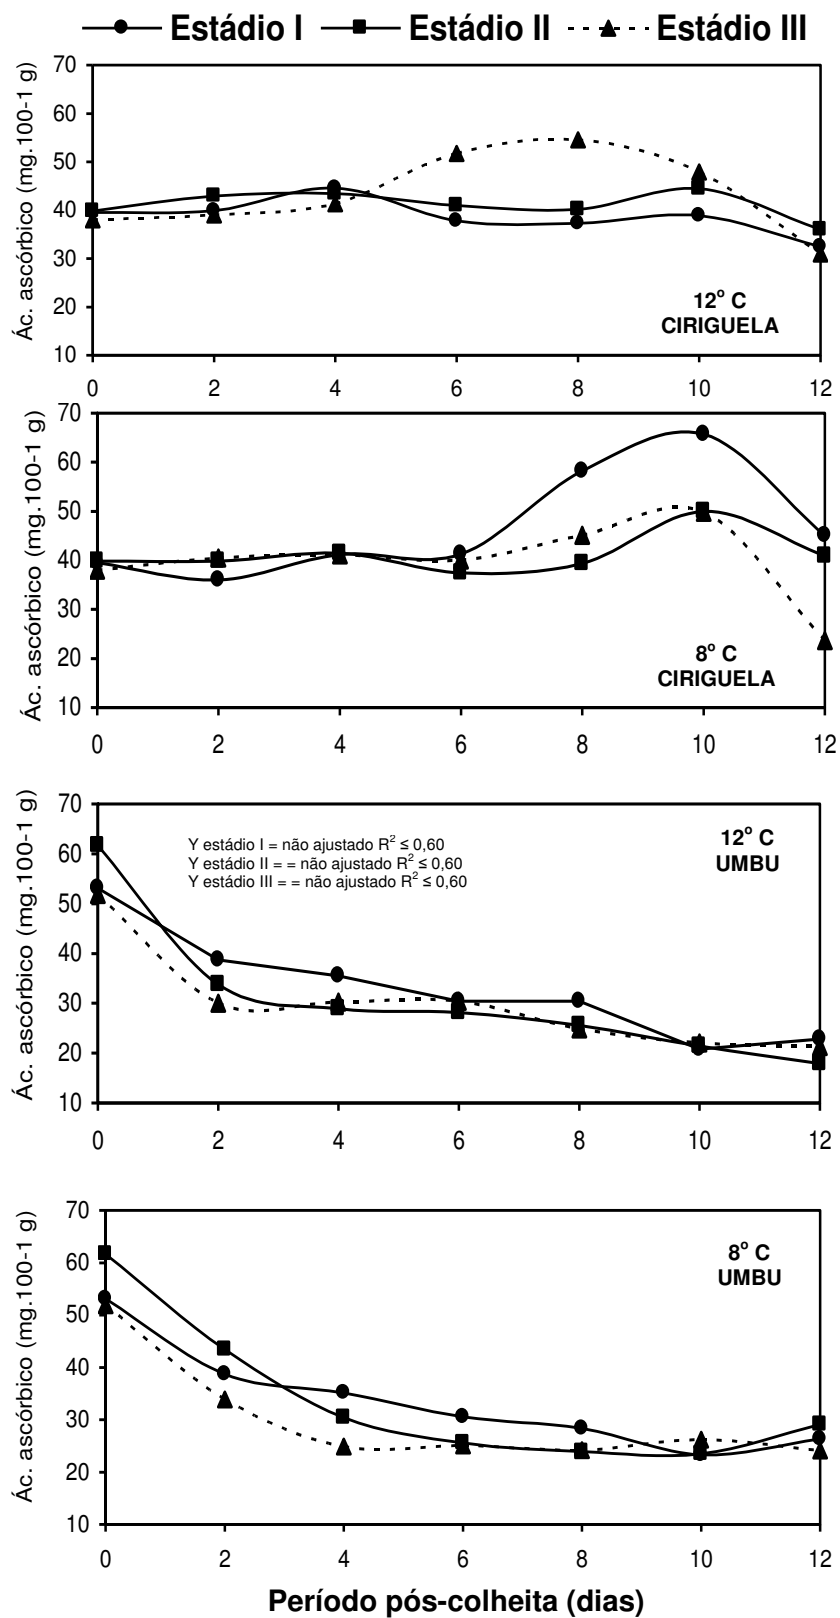 Estádio I Estádio II Estádio III
Ác. ascórbico (mg.100-1 g)
70
60
50
40
30
20
10
12º C
CIRIGUELA
0 2 4 6 8 10 12
Ác. ascórbico (mg.100-1 g)
70
60
50
40
30
20
10
8º C
CIRIGUELA
0 2 4 6 8 10 12
Ác. ascórbico (mg.100-1 g)
70
60
50
40
30
20
10
Y estádio I = não ajustado R² ≤ 0,60
Y estádio II = = não ajustado R² ≤ 0,60
Y estádio III = = não ajustado R² ≤ 0,60
12º C
UMBU
0 2 4 6 8 10 12
Ác. ascórbico (mg.100-1 g)
70
60
50
40
30
20
10
8º C
UMBU
0 2 4 6 8 10 12
Período pós-colheita (dias)